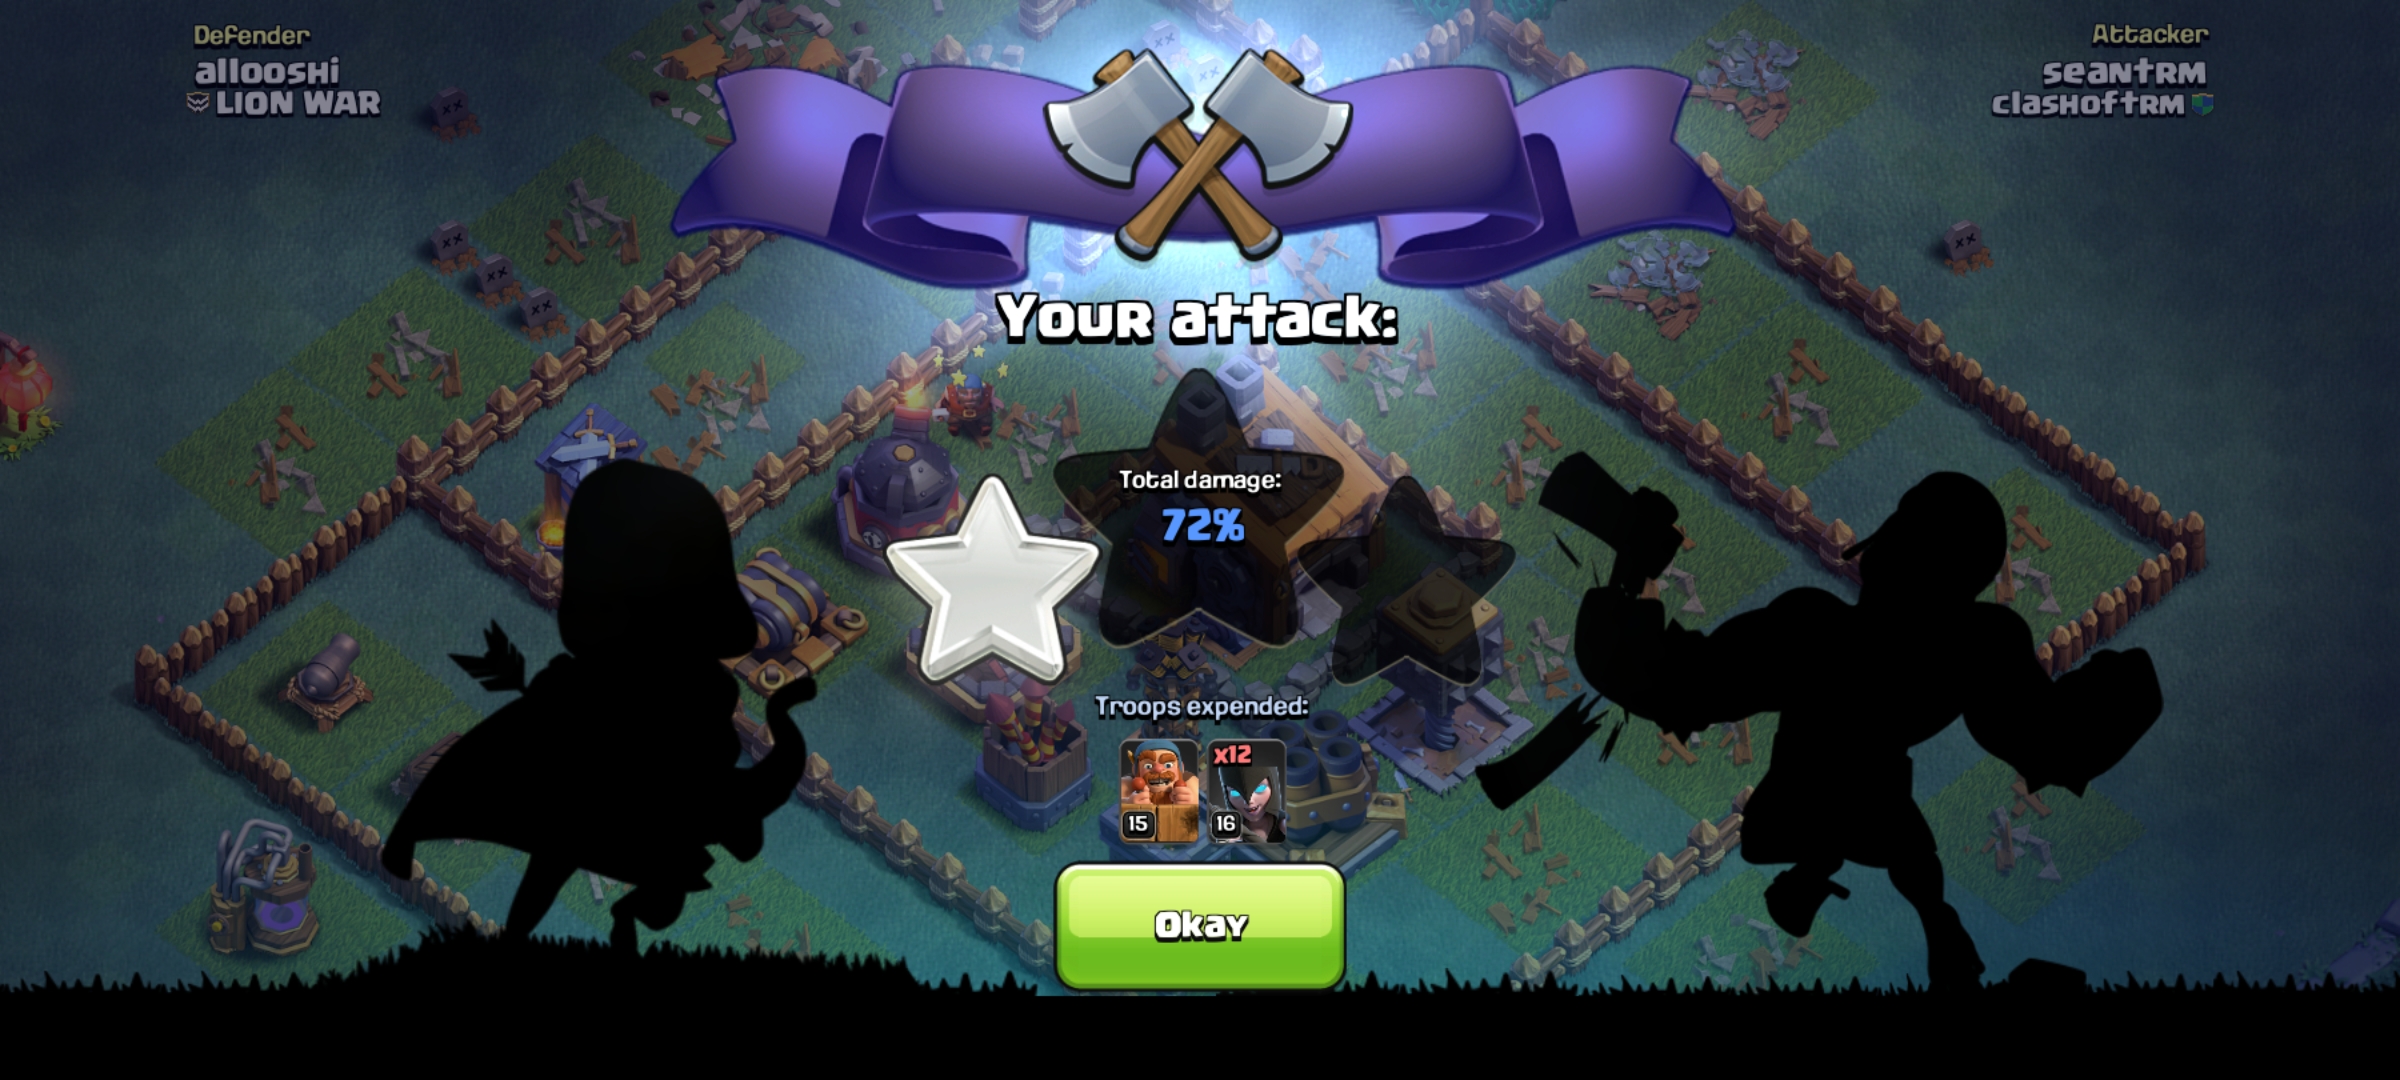 Defender
allooshi
LION WAR
Attacker
seantRM
clashoftRM
Your attack:
Total damage:
72%
Troops expended:
x12
15
16
Okay